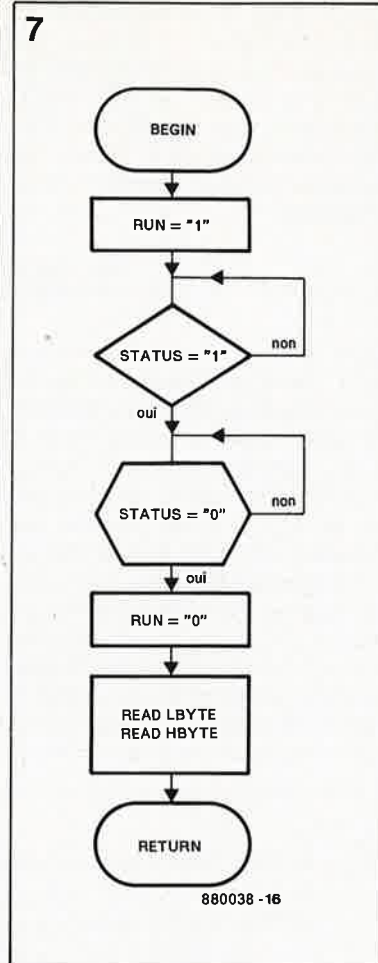 7
BEGIN
RUN = "1"
STATUS = "1"
non
oui
STATUS = "0"
non
oui
RUN = "0"
READ LBYTE
READ HBYTE
RETURN
880038 - 16